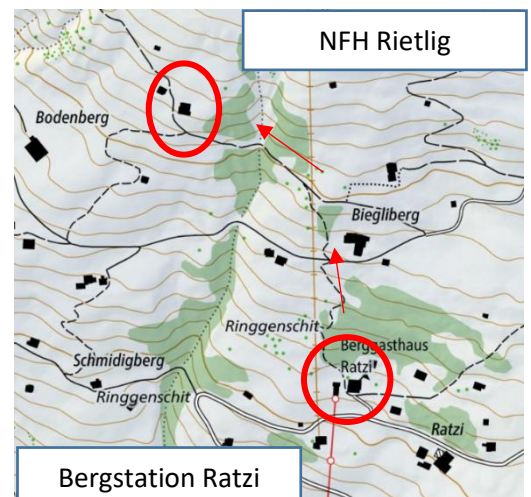 NFH Rietlig
Bodenberg
Biegliberg
Ringgenschit
Berggasthaus
Ratzi
Schmidigberg
Ringgenschit
Ratzi
Bergstation Ratzi